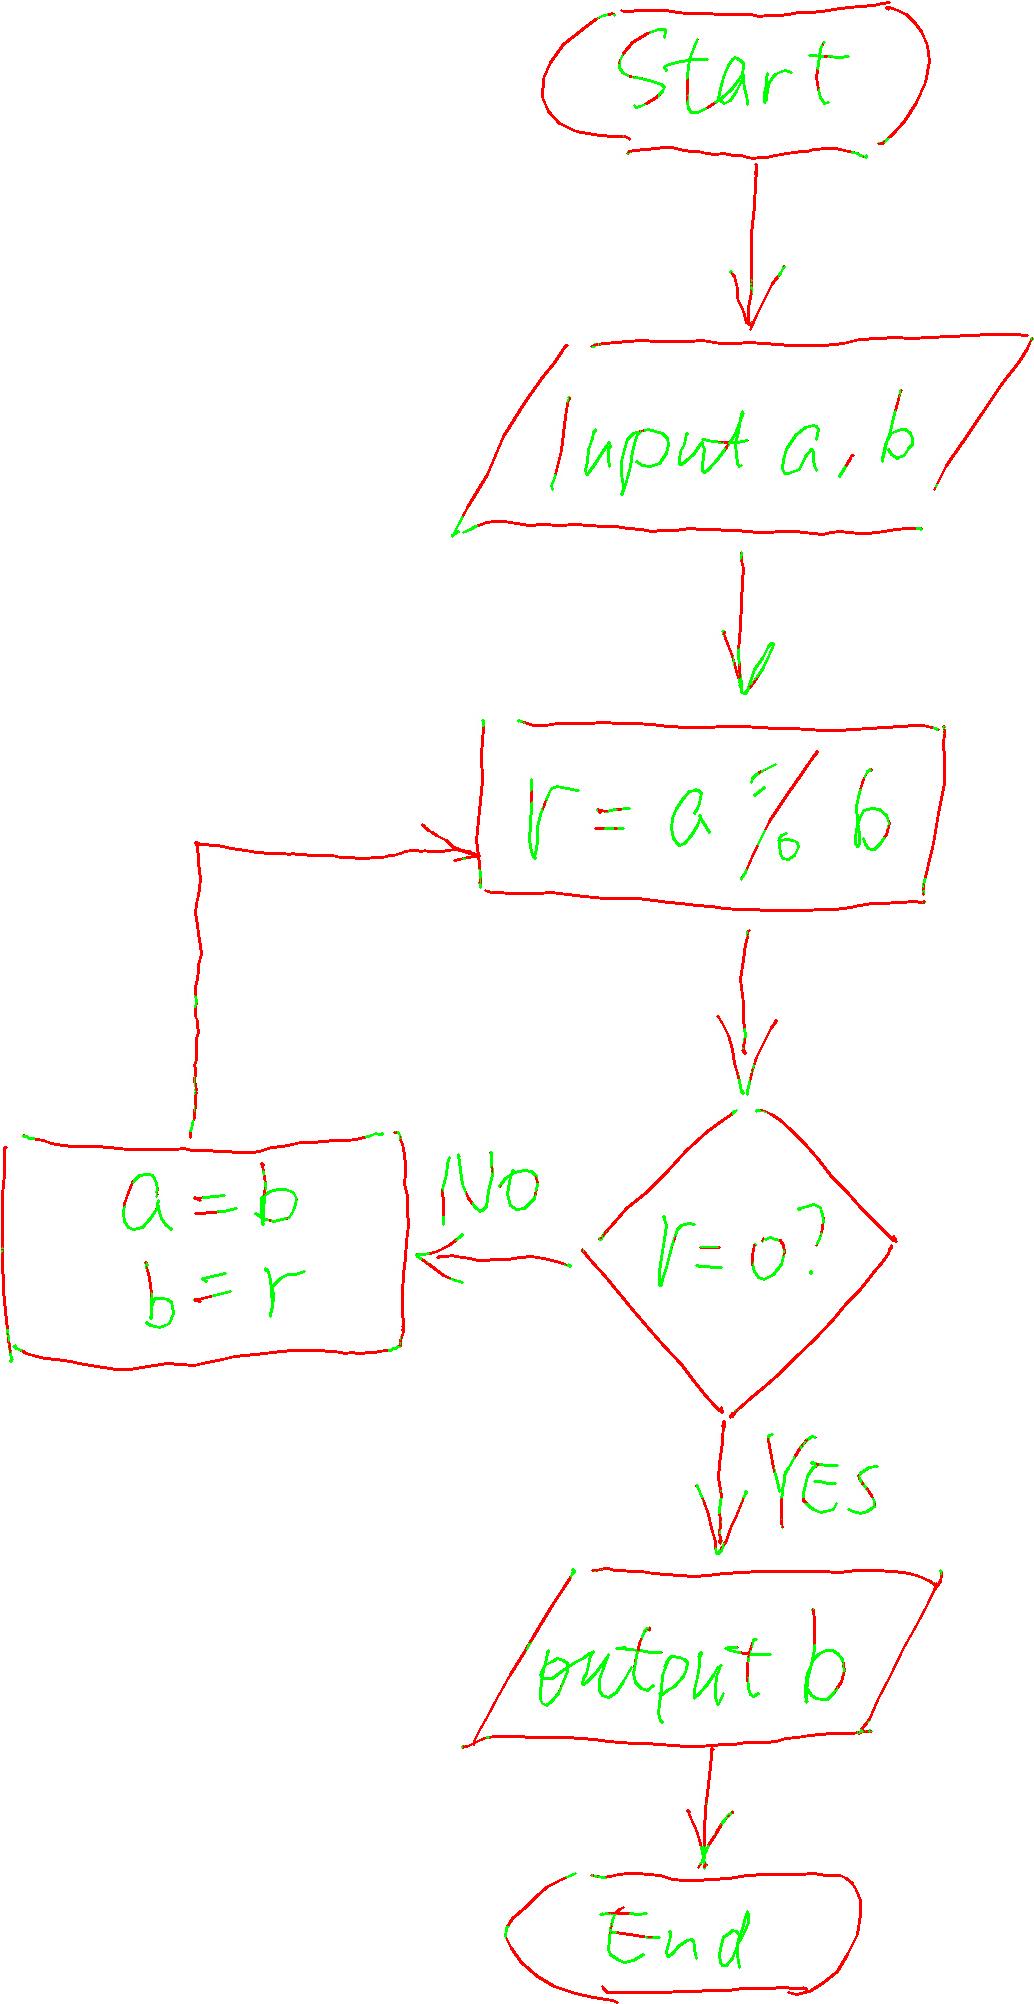 Start
Input a, b
r = a % b
r = 0?
NO
a = b
b = r
YES
output b
End